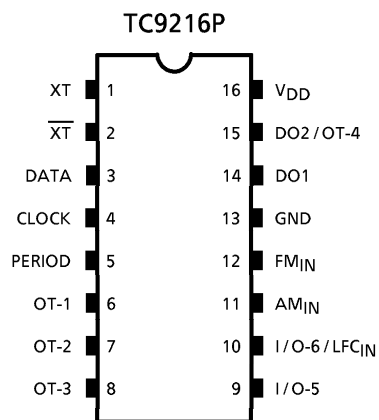 TC9216P
XT 1 16 VDD
X̅T̅ 2 15 DO2 / OT-4
DATA 3 14 DO1
CLOCK 4 13 GND
PERIOD 5 12 FMIN
OT-1 6 11 AMIN
OT-2 7 10 I / O-6 / LFCIN
OT-3 8 9 I / O-5